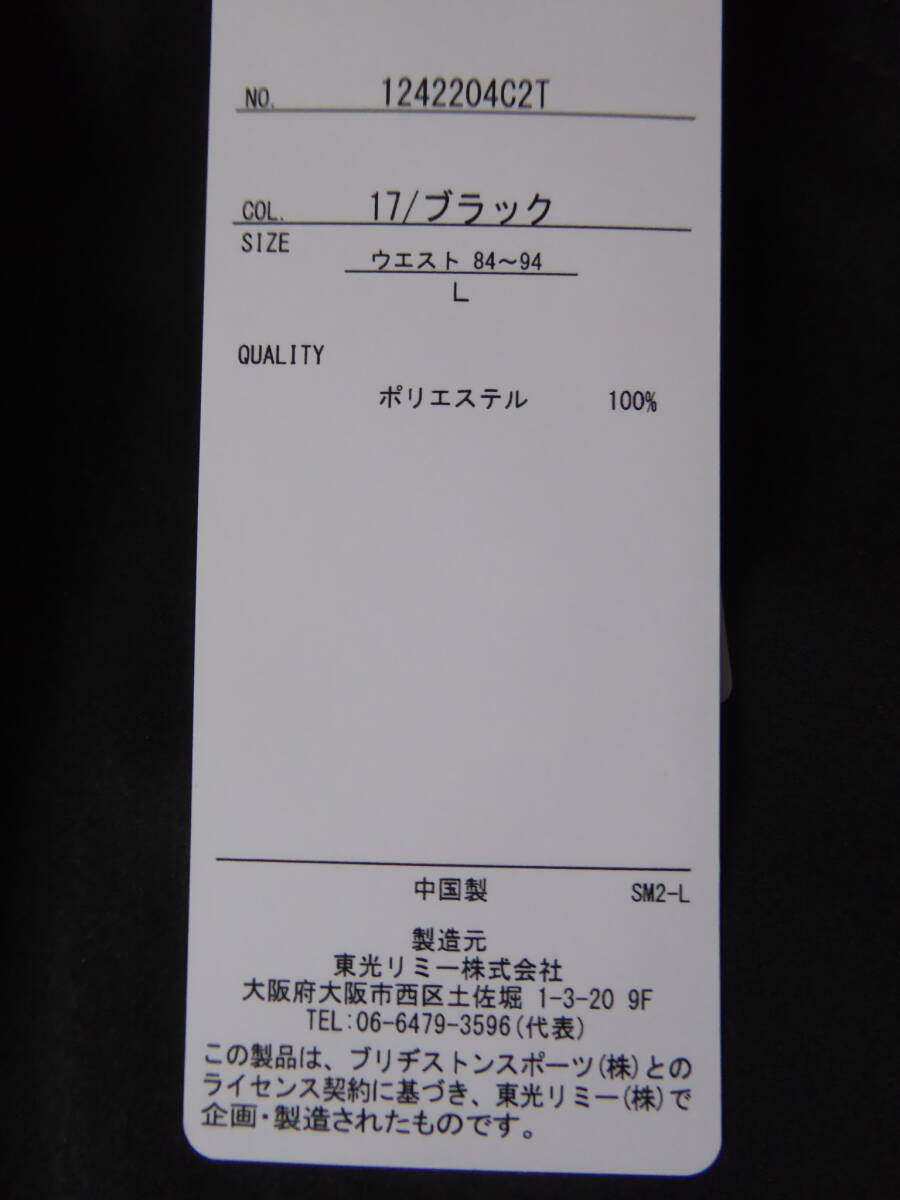 NO. 1242204C2T
COL. 17/ブラック
SIZE
ウエスト 84～94
L
QUALITY
ポリエステル 100%
中国製 SM2-L
製造元
東光リミー株式会社
大阪府大阪市西区土佐堀 1-3-20 9F
TEL:06-6479-3596(代表)
この製品は、ブリヂストンスポーツ(株)との
ライセンス契約に基づき、東光リミー(株)で
企画・製造されたものです。